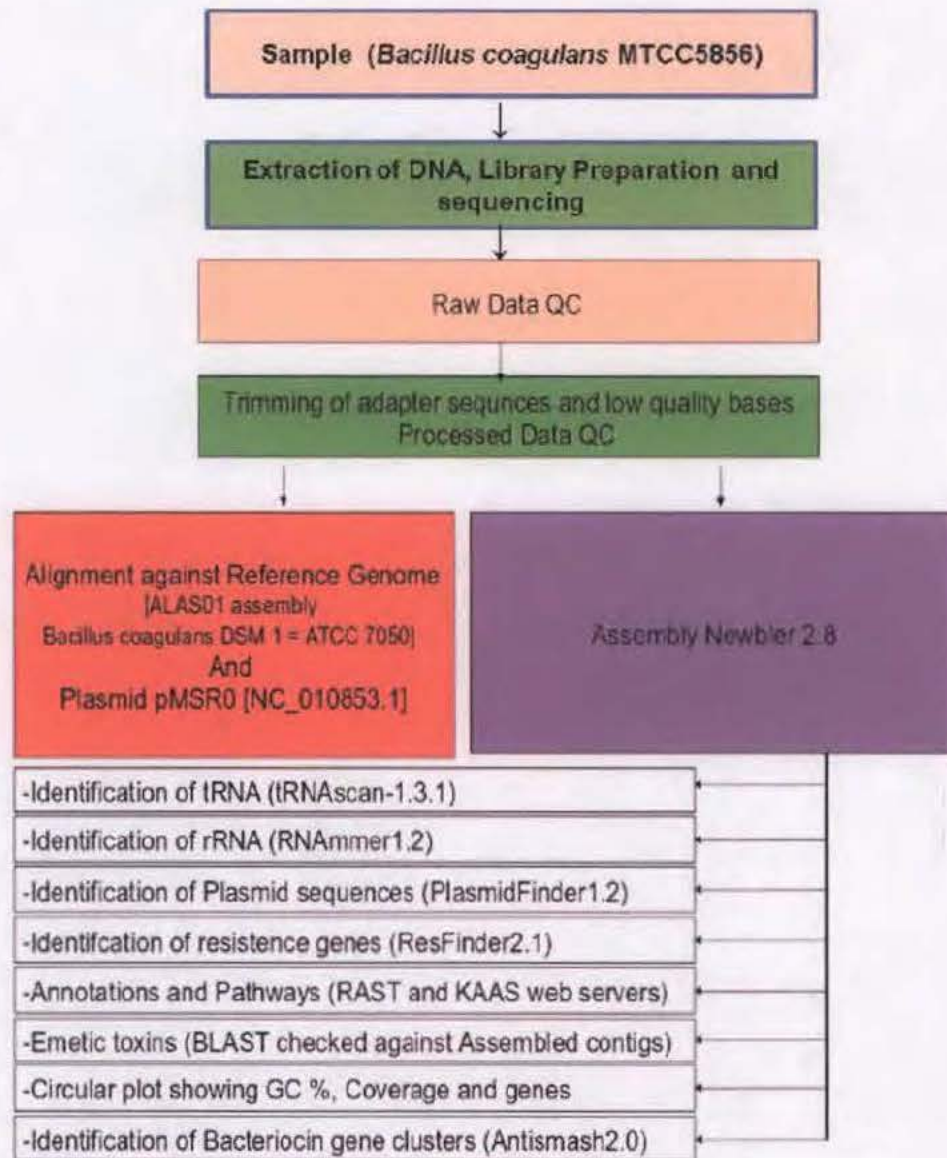 Sample (Bacillus coagulans MTCC5856)
Extraction of DNA, Library Preparation and
sequencing
Raw Data QC
Trimming of adapter sequnces and low quality bases
Processed Data QC
Alignment against Reference Genome
[ALAS01 assembly
Bacillus coagulans DSM 1 = ATCC 7050]
And
Plasmid pMSR0 [NC_010853.1]
Assembly Newbler 2.8
-Identification of tRNA (tRNAscan-1.3.1)
-Identification of rRNA (RNAmmer1.2)
-Identification of Plasmid sequences (PlasmidFinder1.2)
-Identifcation of resistence genes (ResFinder2.1)
-Annotations and Pathways (RAST and KAAS web servers)
-Emetic toxins (BLAST checked against Assembled contigs)
-Circular plot showing GC %, Coverage and genes
-Identification of Bacteriocin gene clusters (Antismash2.0)